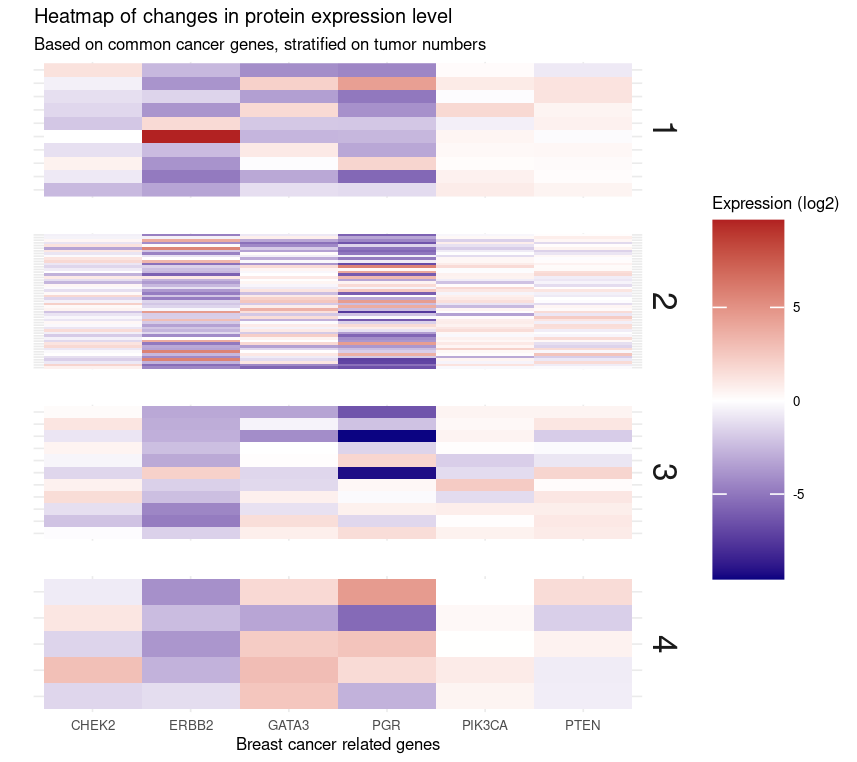 Heatmap of changes in protein expression level
Based on common cancer genes, stratified on tumor numbers
1
2
3
4
Expression (log2)
5
0
-5
CHEK2 ERBB2 GATA3 PGR PIK3CA PTEN
Breast cancer related genes